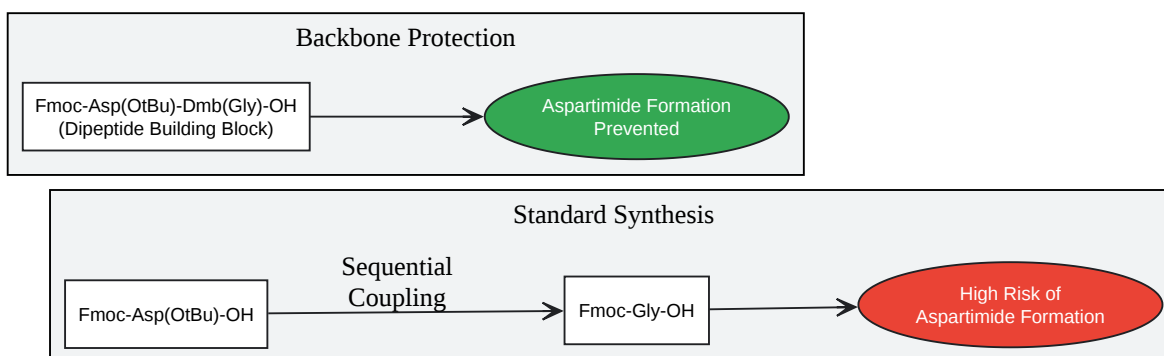 Backbone Protection
Fmoc-Asp(OtBu)-Dmb(Gly)-OH
(Dipeptide Building Block)
Aspartimide Formation
Prevented
Standard Synthesis
Fmoc-Asp(OtBu)-OH
Sequential
Coupling
Fmoc-Gly-OH
High Risk of
Aspartimide Formation